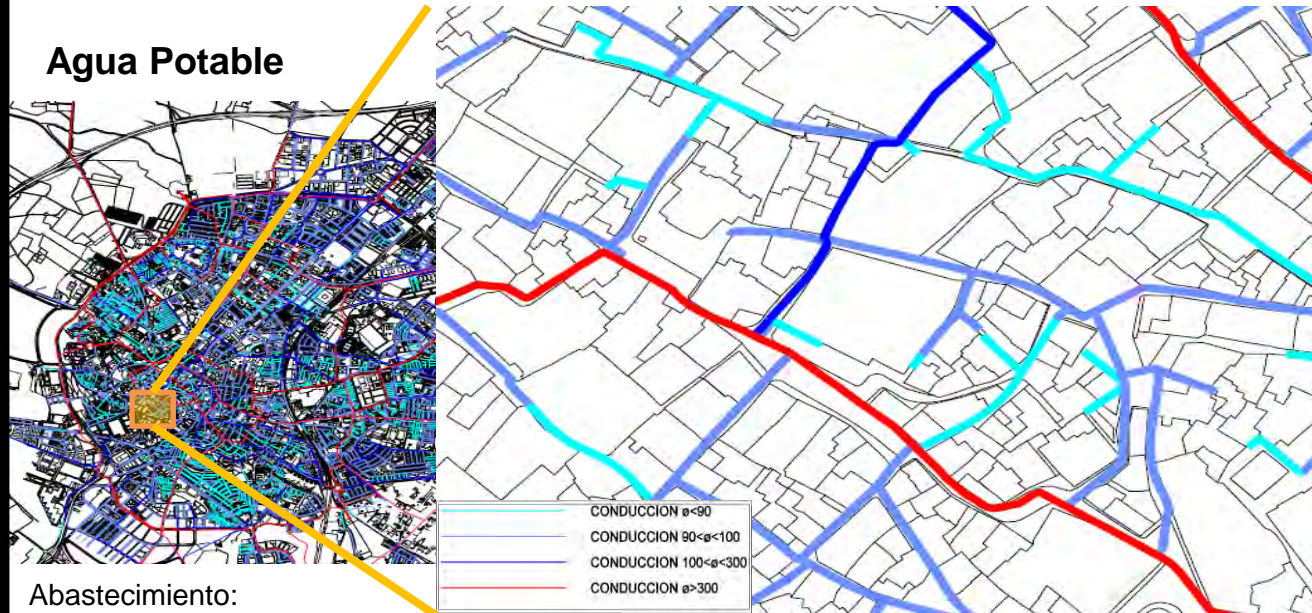 Agua Potable
CONDUCCION ø<90
CONDUCCION 90<ø<100
CONDUCCION 100<ø<300
CONDUCCION ø>300
Abastecimiento: